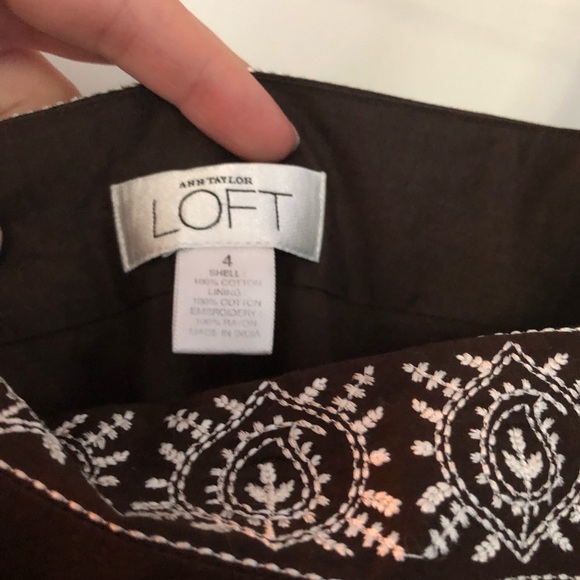 ANN TAYLOR
LOFT
4
SHELL :
100% COTTON
LINING :
100% COTTON
EMBROIDERY :
100% RAYON
MADE IN INDIA